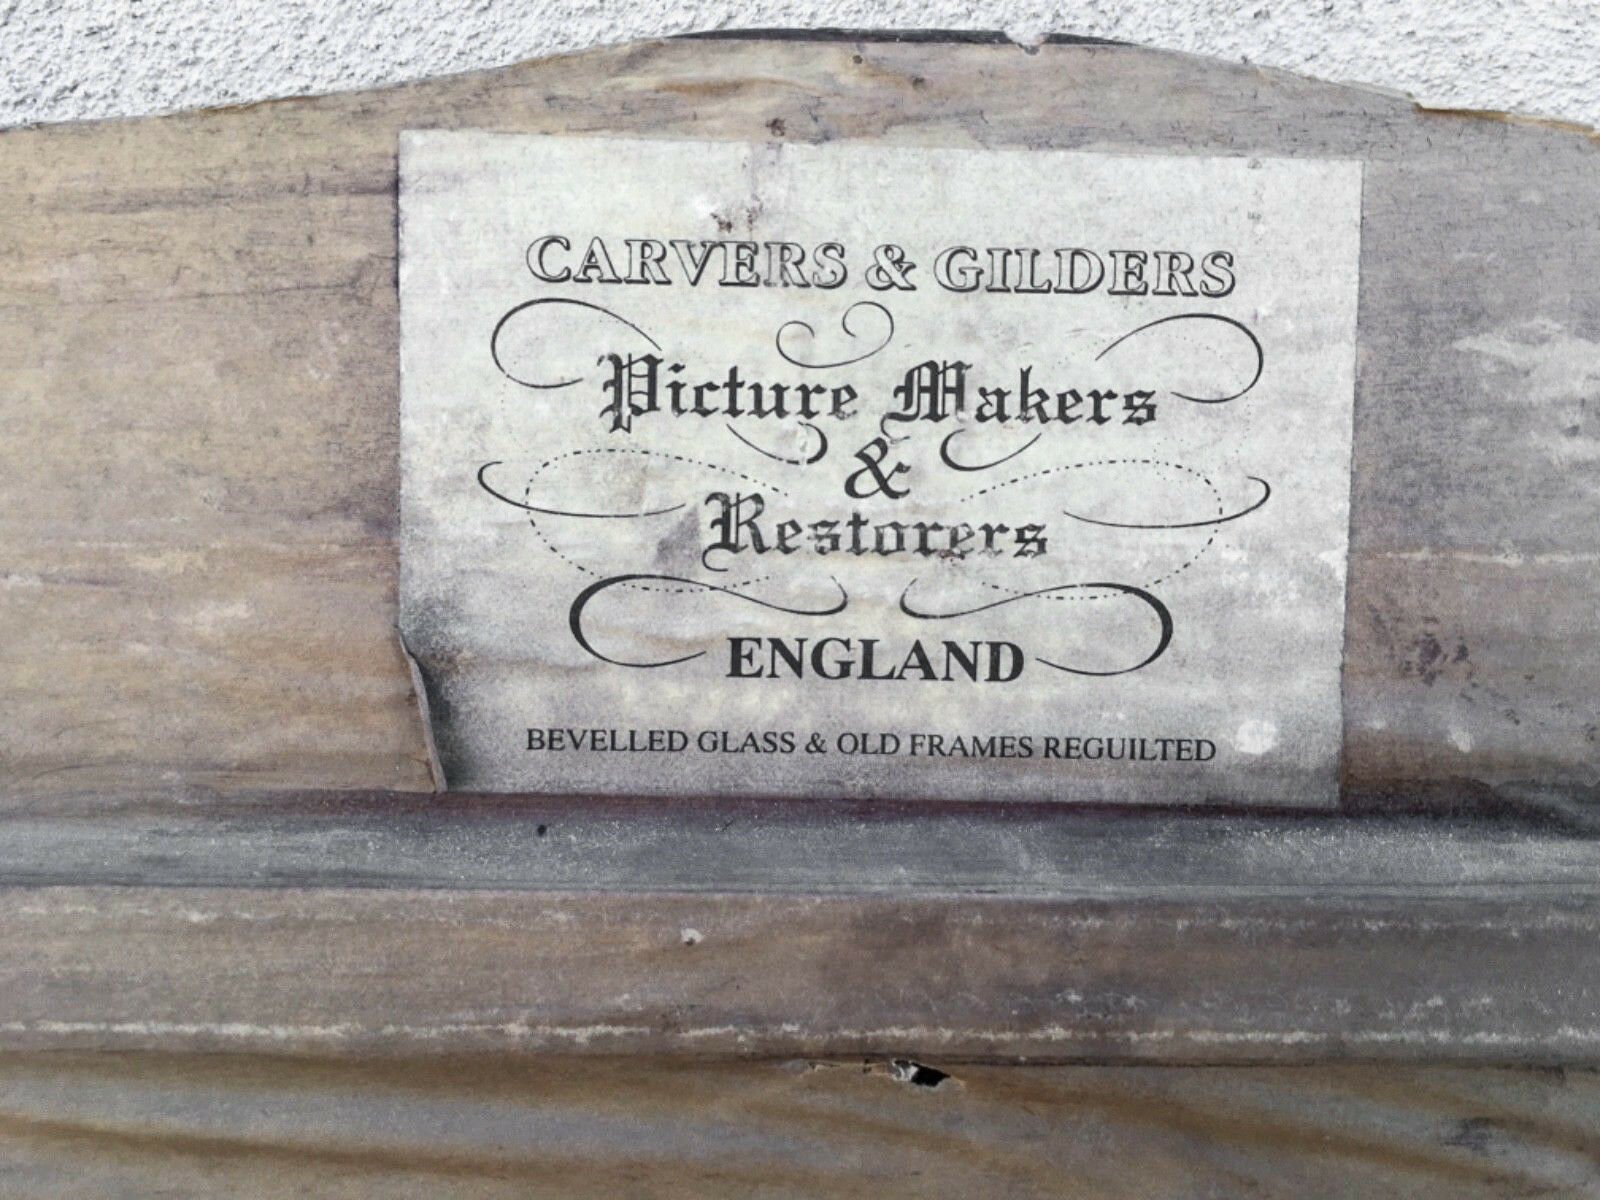 CARVERS & GILDERS
Picture Makers
&
Restorers
ENGLAND
BEVELLED GLASS & OLD FRAMES REGUILTED